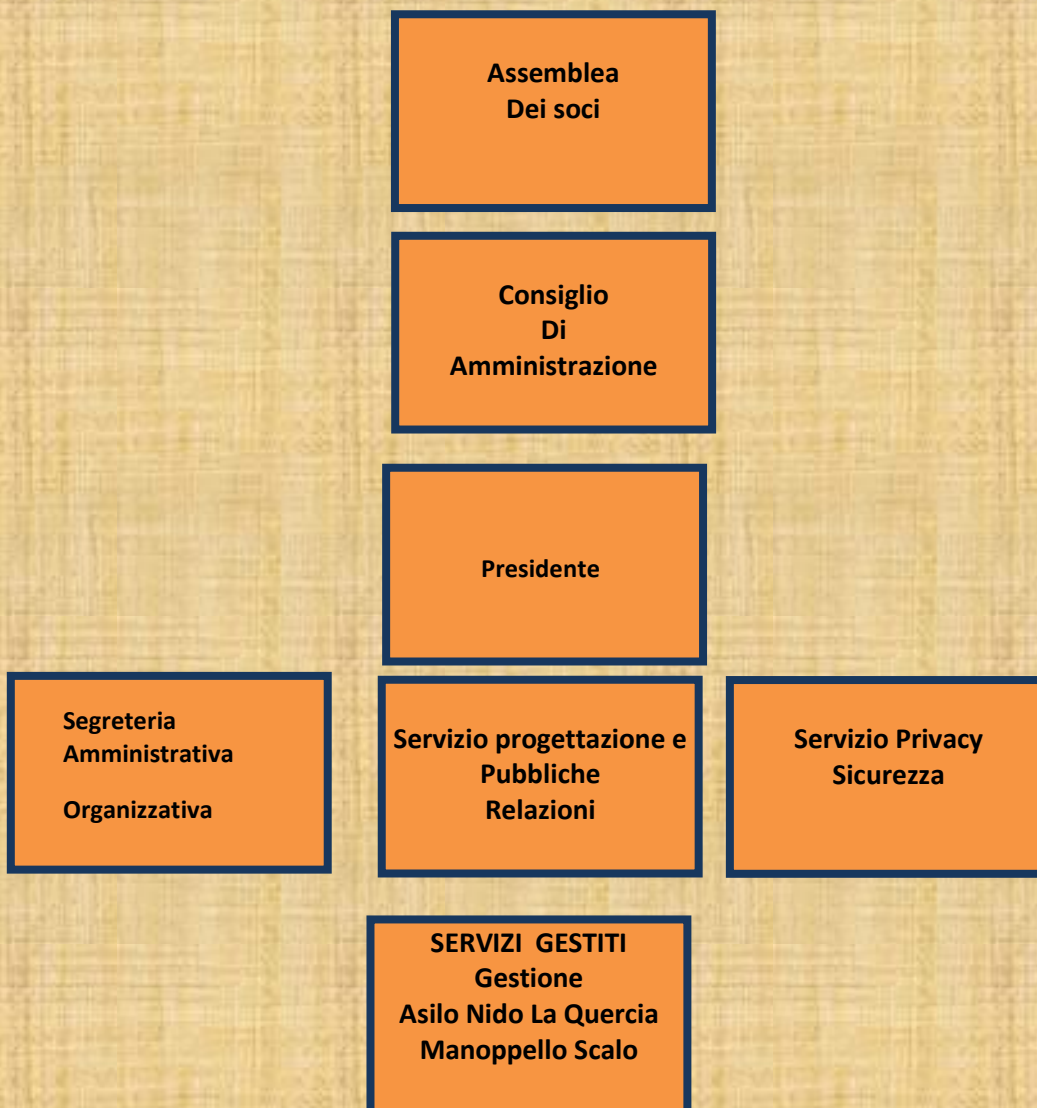 Assemblea
Dei soci
Consiglio
Di
Amministrazione
Presidente
Segreteria
Amministrativa
Organizzativa
Servizio progettazione e
Pubbliche
Relazioni
Servizio Privacy
Sicurezza
SERVIZI GESTITI
Gestione
Asilo Nido La Quercia
Manoppello Scalo